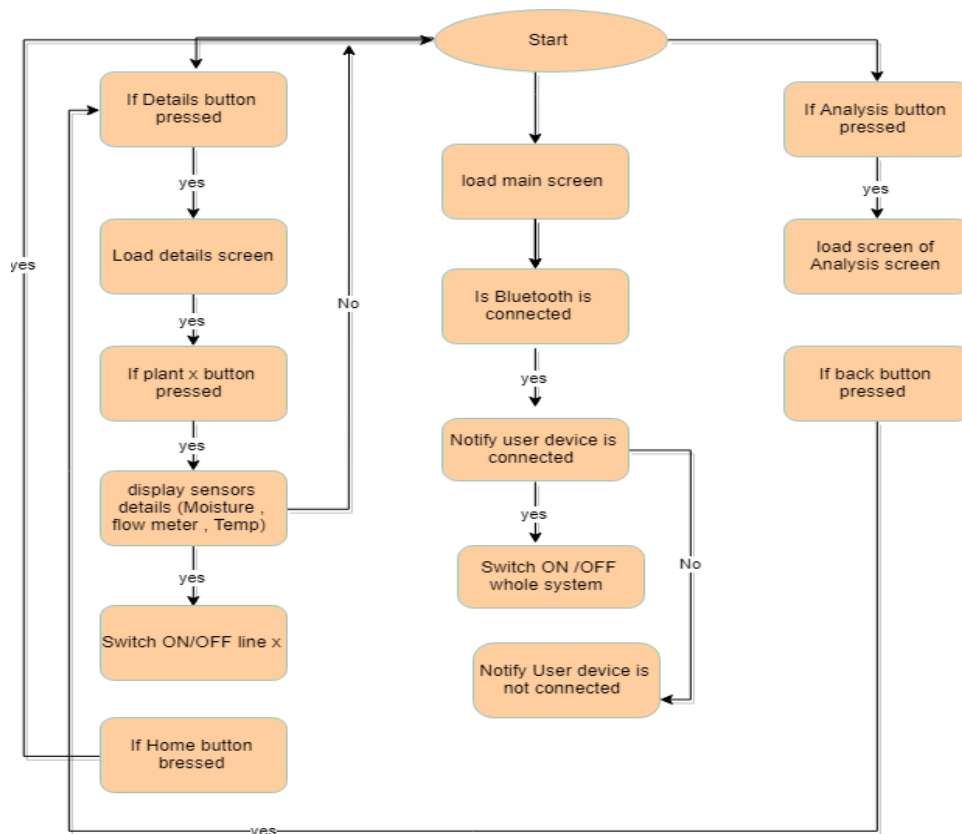 Start
If Details button
pressed
yes
Load details screen
yes
If plant x button
pressed
yes
display sensors
details (Moisture ,
flow meter , Temp)
yes
Switch ON/OFF line x
If Home button
bressed
yes
No
load main screen
Is Bluetooth is
connected
yes
Notify user device is
connected
yes
Switch ON /OFF
whole system
No
Notify User device is
not connected
If Analysis button
pressed
yes
load screen of
Analysis screen
If back button
pressed
yes